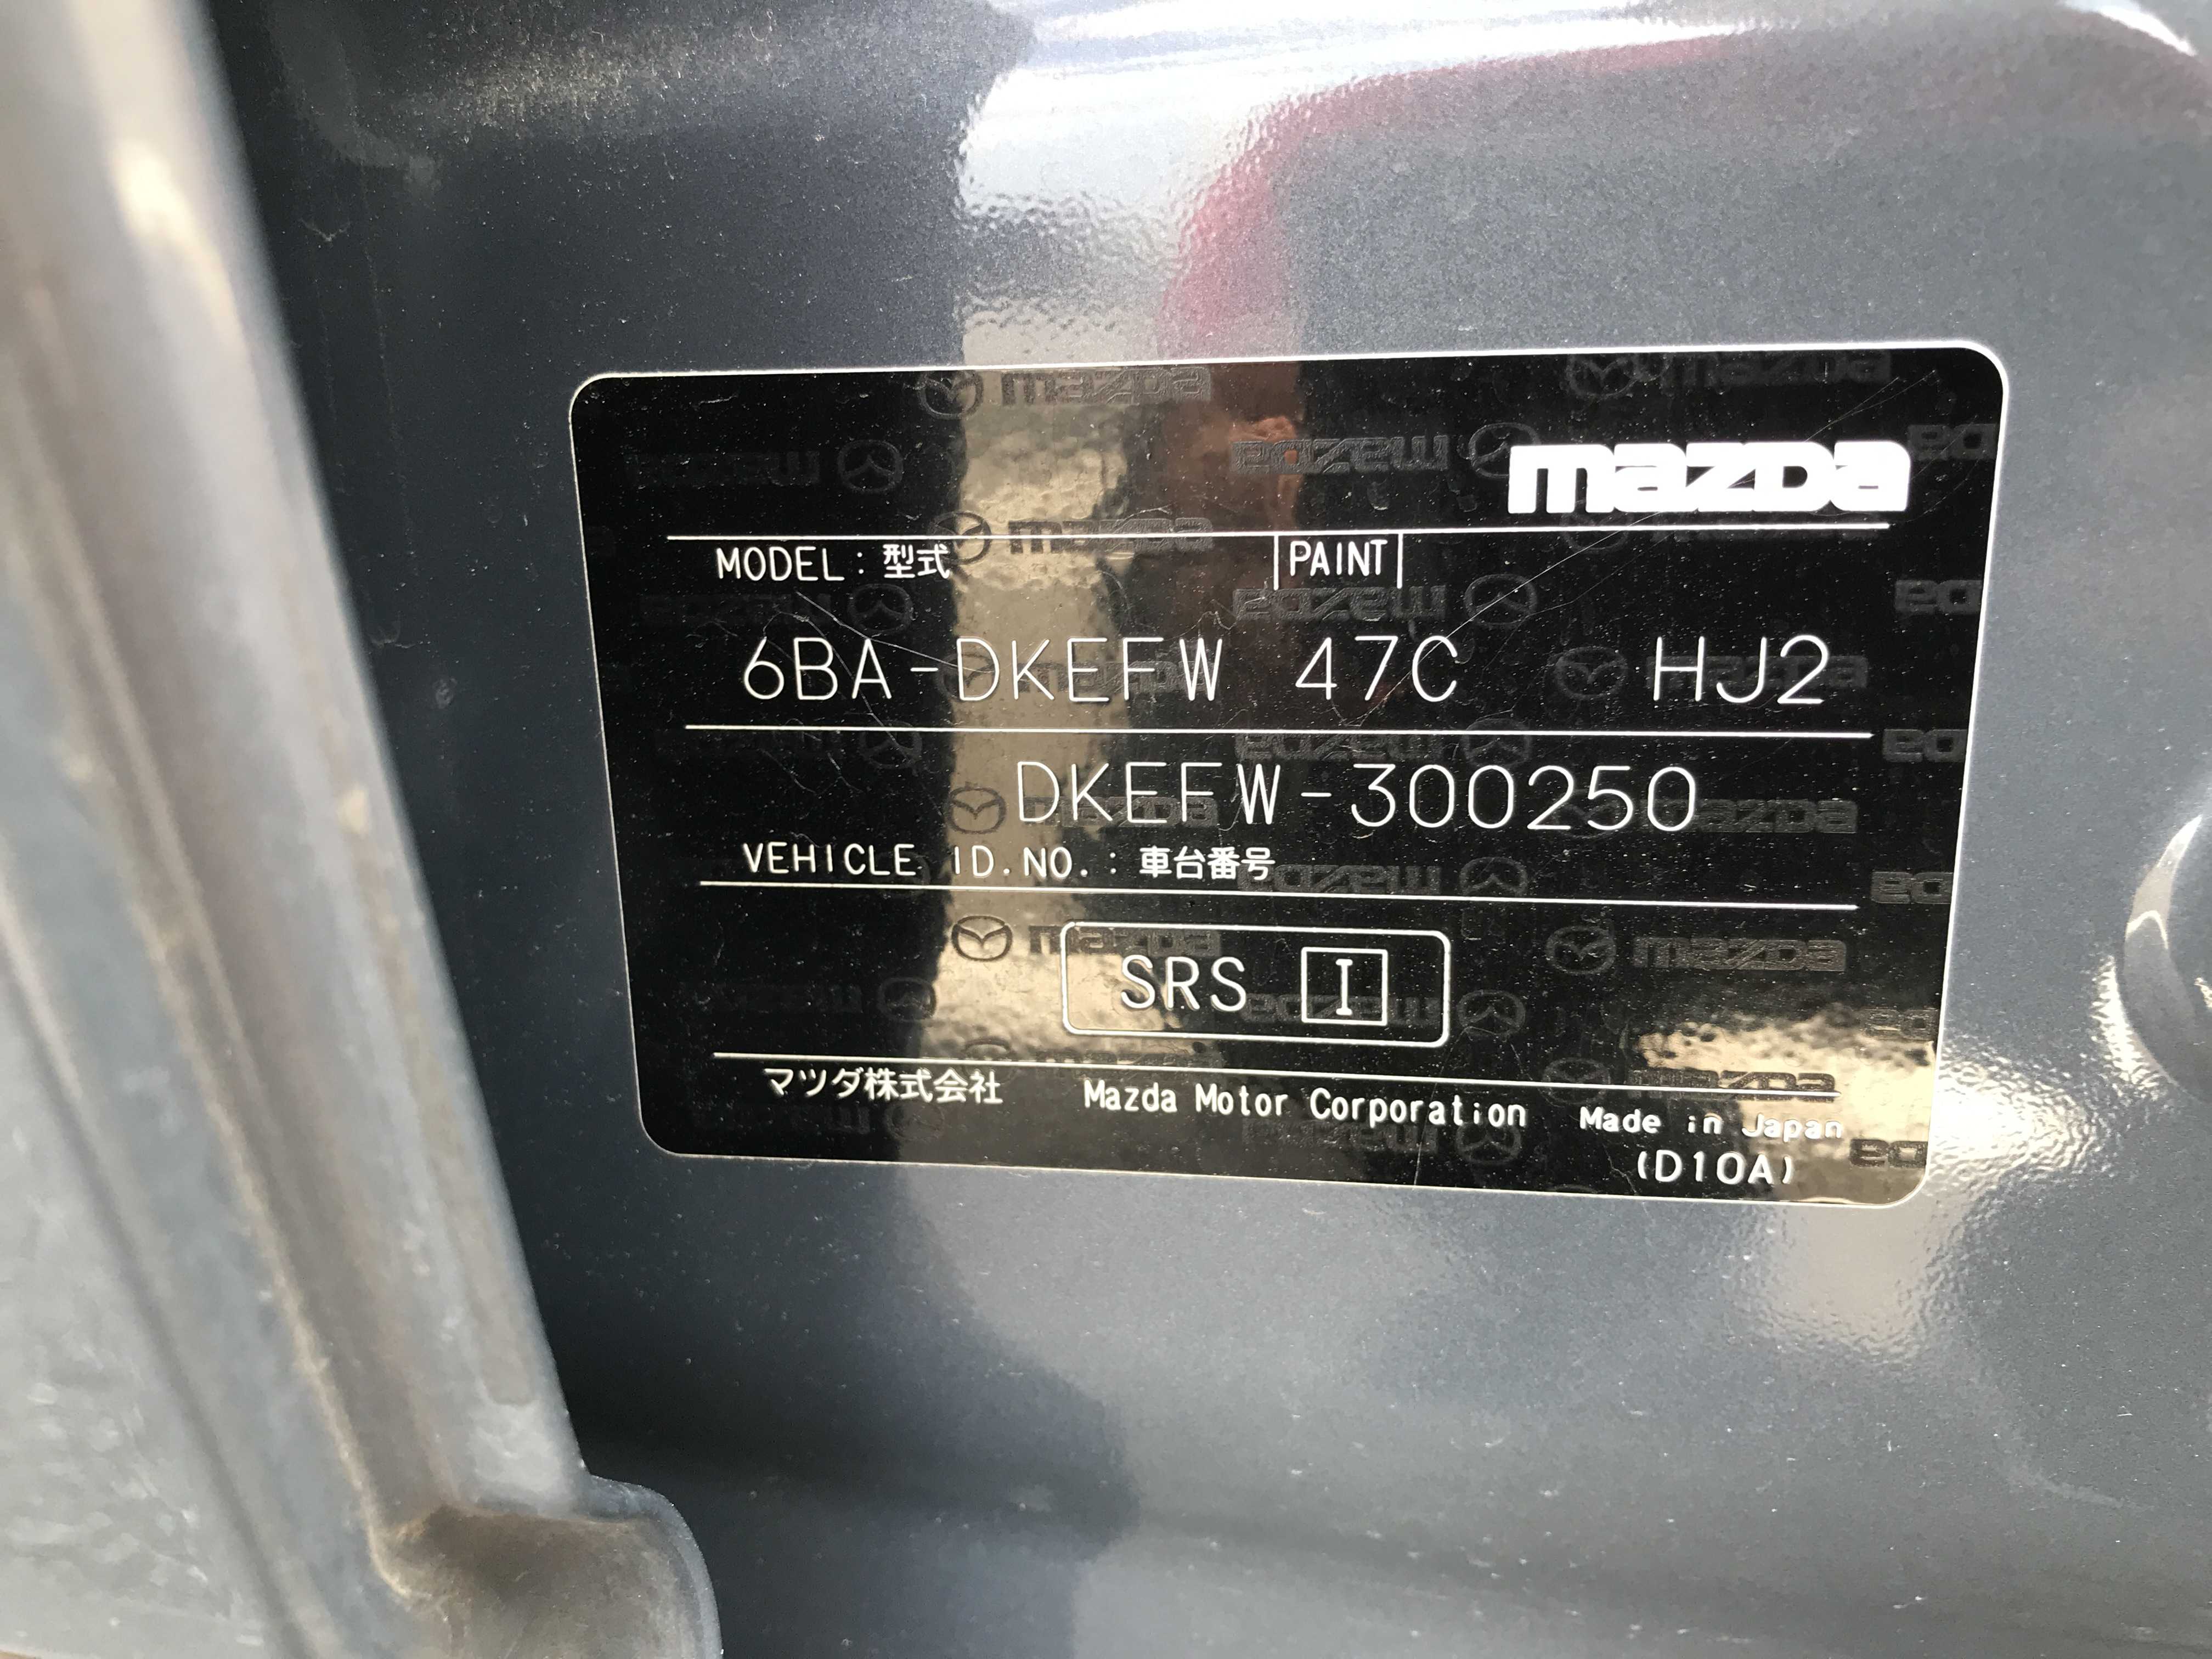 mazda
MODEL : 型式 PAINT
6BA-DKEFW 47C HJ2
DKEFW-300250
VEHICLE ID.NO. : 車台番号
SRS I
マツダ株式会社 Mazda Motor Corporation Made in Japan
(D10A)